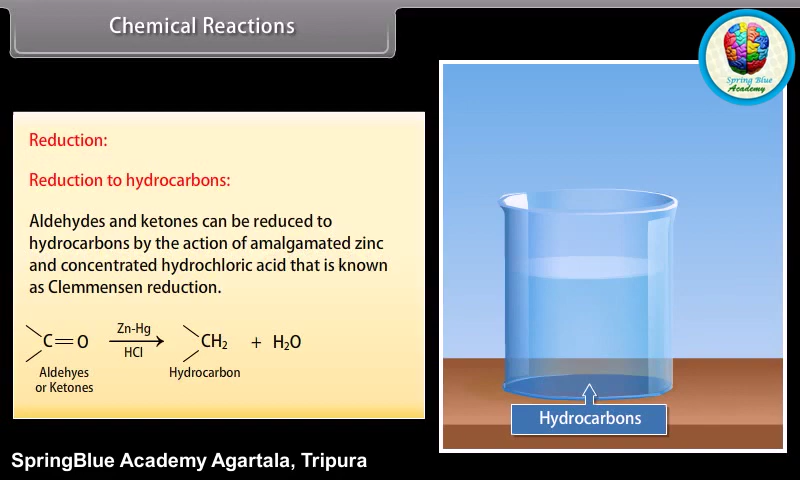 Chemical Reactions
Spring Blue
Academy
Reduction:
Reduction to hydrocarbons:
Aldehydes and ketones can be reduced to
hydrocarbons by the action of amalgamated zinc
and concentrated hydrochloric acid that is known
as Clemmensen reduction.
C=O Zn-Hg HCl CH₂ + H₂O
Aldehyes Hydrocarbon
or Ketones
Hydrocarbons
SpringBlue Academy Agartala, Tripura